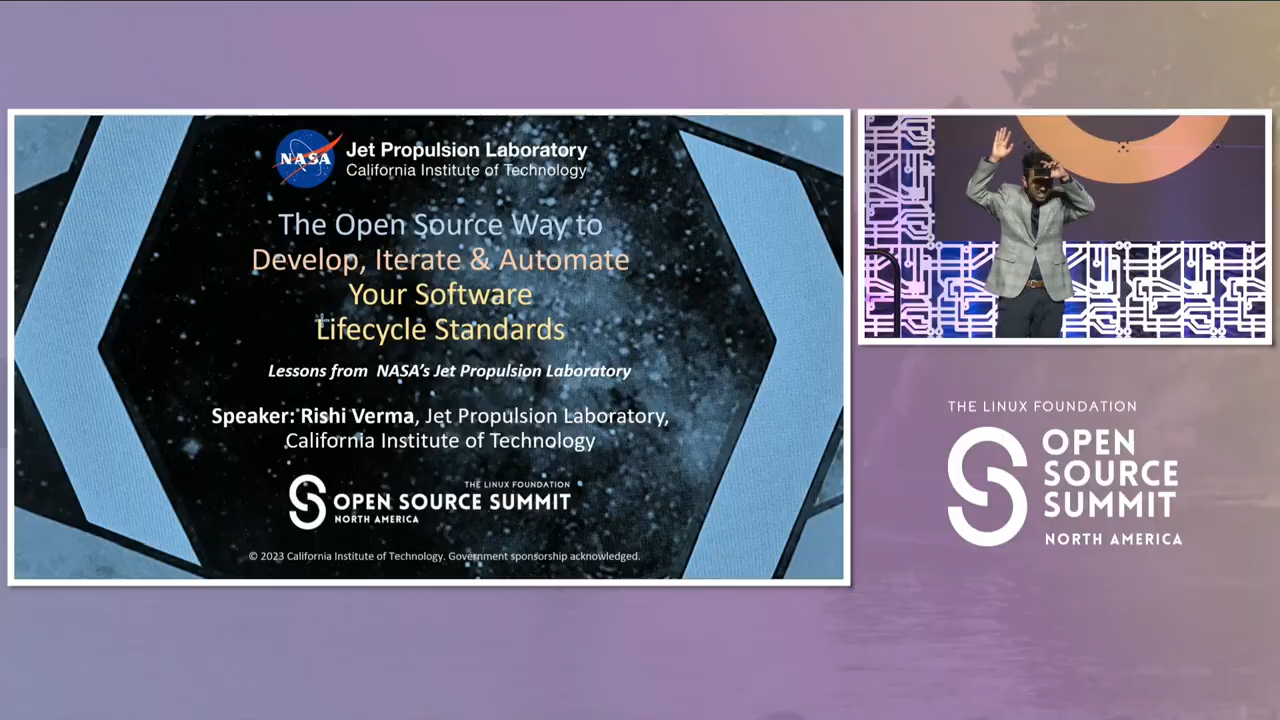 NASA
Jet Propulsion Laboratory
California Institute of Technology
The Open Source Way to
Develop, Iterate & Automate
Your Software
Lifecycle Standards
Lessons from NASA's Jet Propulsion Laboratory
Speaker: Rishi Verma, Jet Propulsion Laboratory,
California Institute of Technology
THE LINUX FOUNDATION
OPEN SOURCE SUMMIT
NORTH AMERICA
© 2023 California Institute of Technology. Government sponsorship acknowledged.
THE LINUX FOUNDATION
OPEN
SOURCE
SUMMIT
NORTH AMERICA